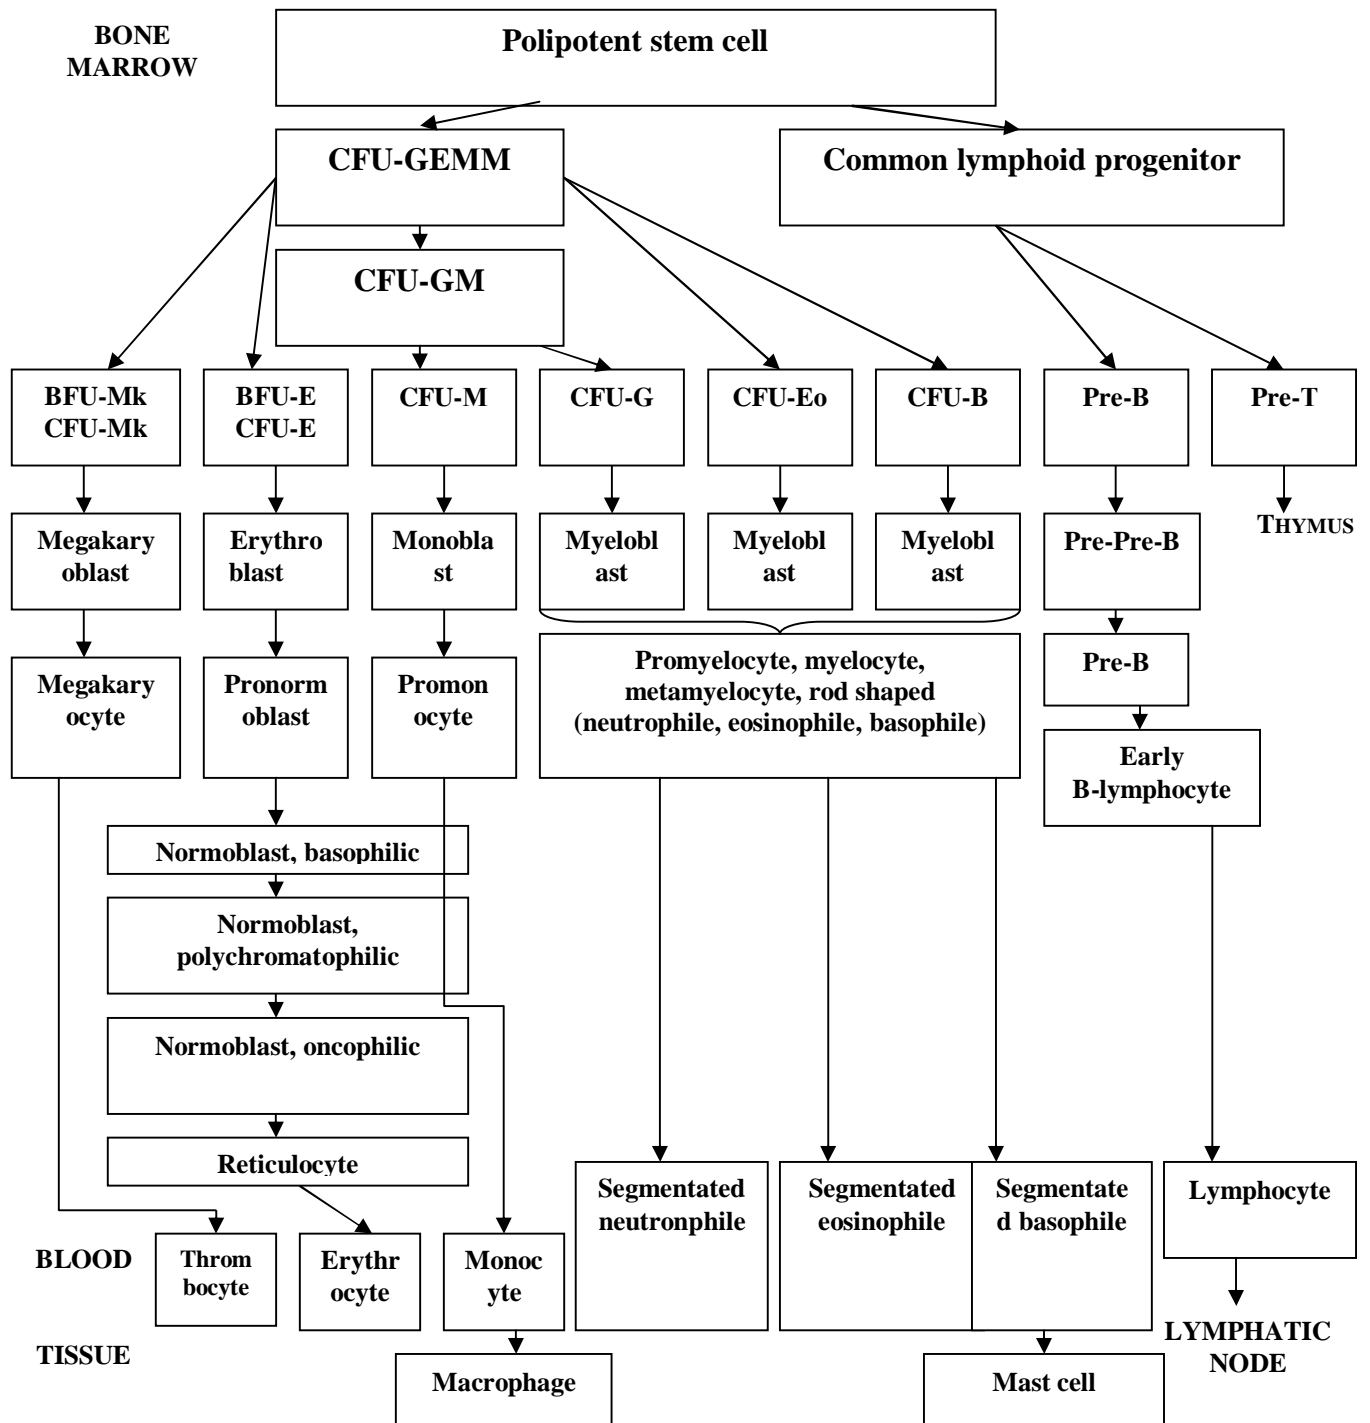 BONE
MARROW
Polipotent stem cell
CFU-GEMM
Common lymphoid progenitor
CFU-GM
BFU-Mk
CFU-Mk
BFU-E
CFU-E
CFU-M
CFU-G
CFU-Eo
CFU-B
Pre-B
Pre-T
Megakary
oblast
Erythro
blast
Monobla
st
Myelobl
ast
Myelobl
ast
Myelobl
ast
Pre-Pre-B
THYMUS
Megakary
ocyte
Pronorm
oblast
Promon
ocyte
Promyelocyte, myelocyte,
metamyelocyte, rod shaped
(neutrophile, eosinophile, basophile)
Pre-B
Early
B-lymphocyte
Normoblast, basophilic
Normoblast,
polychromatophilic
Normoblast, oncophilic
Reticulocyte
Segmentated
neutronphile
Segmentated
eosinophile
Segmentate
d basophile
Lymphocyte
BLOOD
Throm
bocyte
Erythr
ocyte
Monoc
yte
LYMPHATIC
NODE
TISSUE
Macrophage
Mast cell